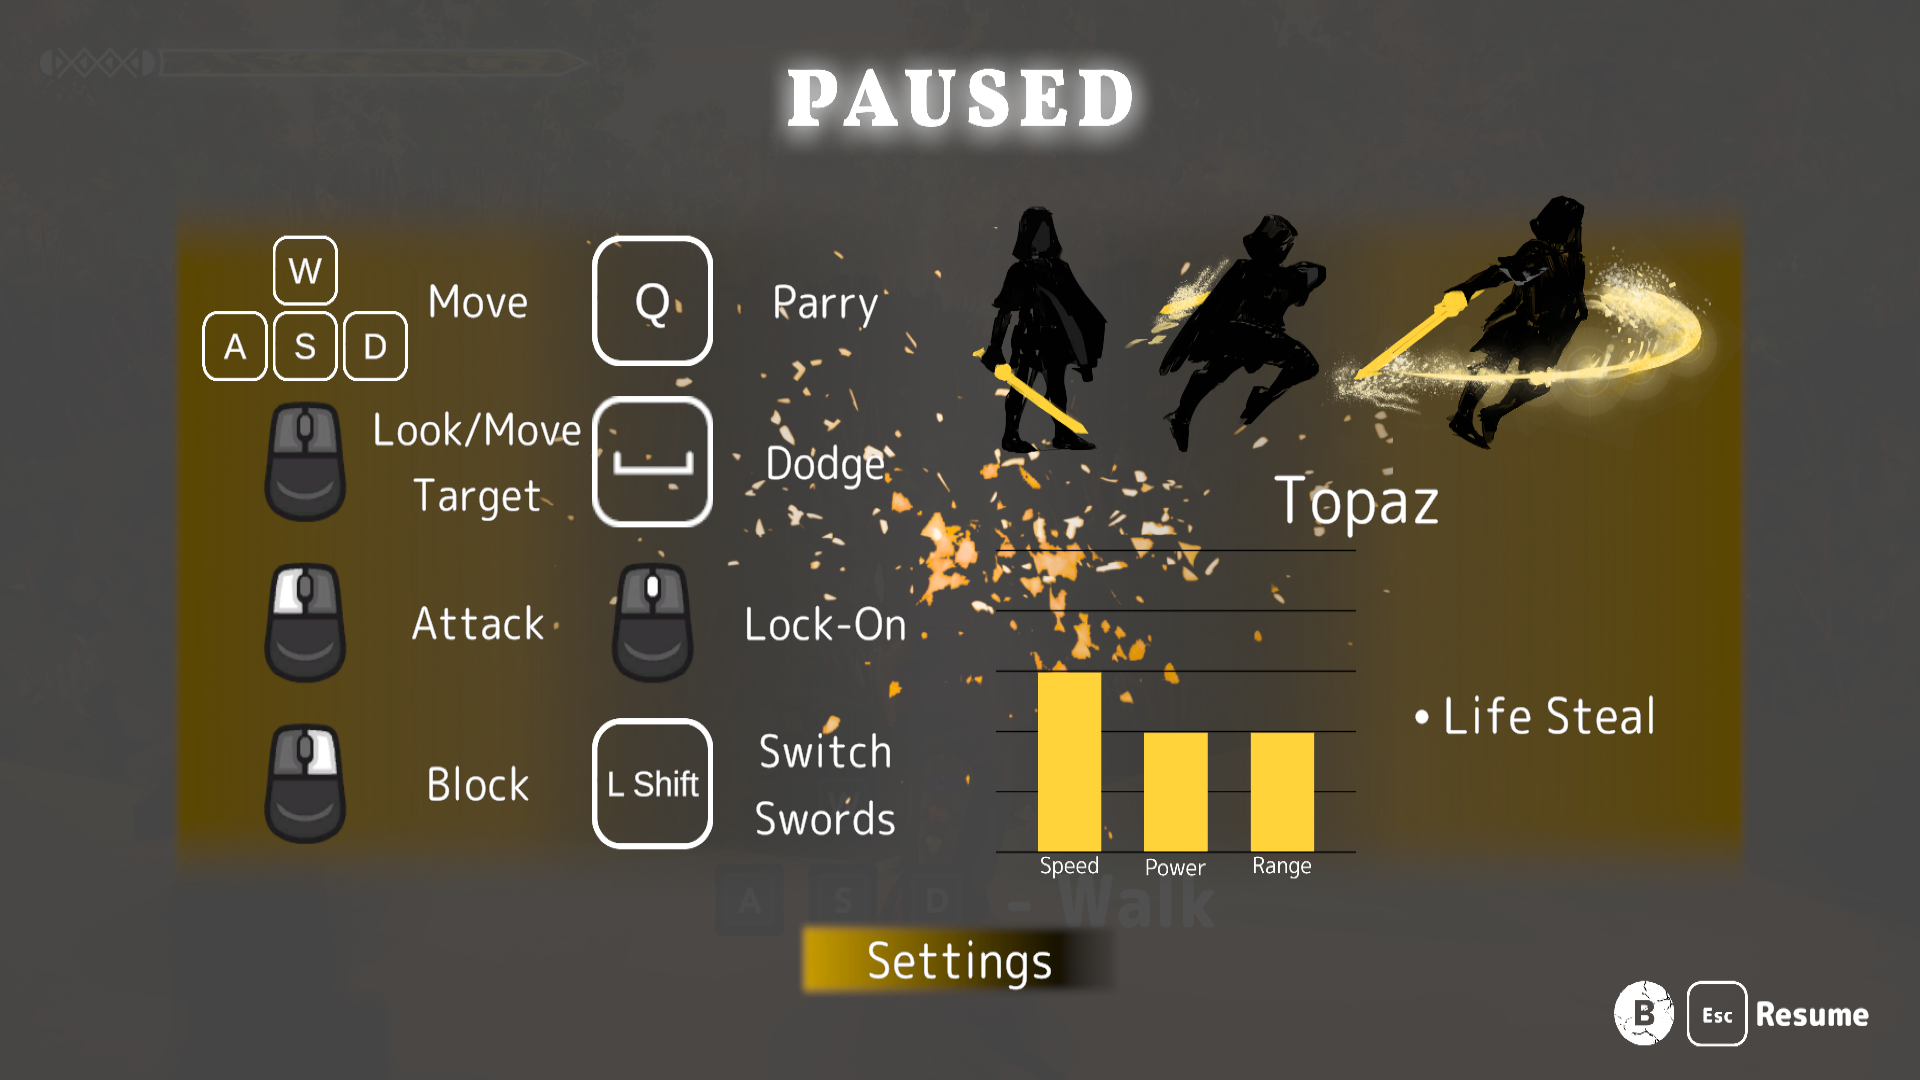 PAUSED
W
A S D
Move
Q
Parry
Look/Move
Target
Dodge
Topaz
Attack
Lock-On
• Life Steal
Block
L Shift
Switch
Swords
Speed Power Range
A S D - Walk
Settings
B Esc Resume